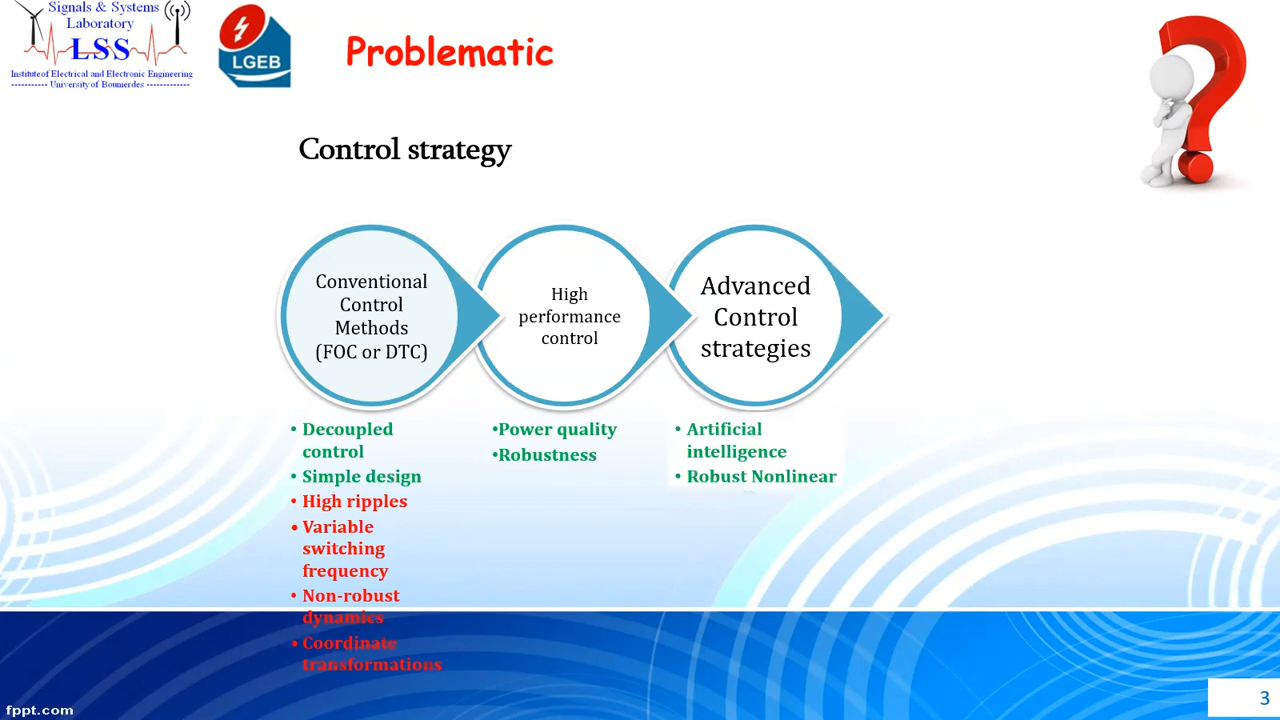 Signals & Systems
Laboratory
LSS
Institute of Electrical and Electronic Engineering
----------- University of Boumerdes -------------
LGEB
Problematic
Control strategy
Conventional
Control
Methods
(FOC or DTC)
High
performance
control
Advanced
Control
strategies
• Decoupled
control
• Simple design
• High ripples
• Variable
switching
frequency
• Non-robust
dynamics
• Coordinate
transformations
•Power quality
•Robustness
• Artificial
intelligence
• Robust Nonlinear
fppt.com
3